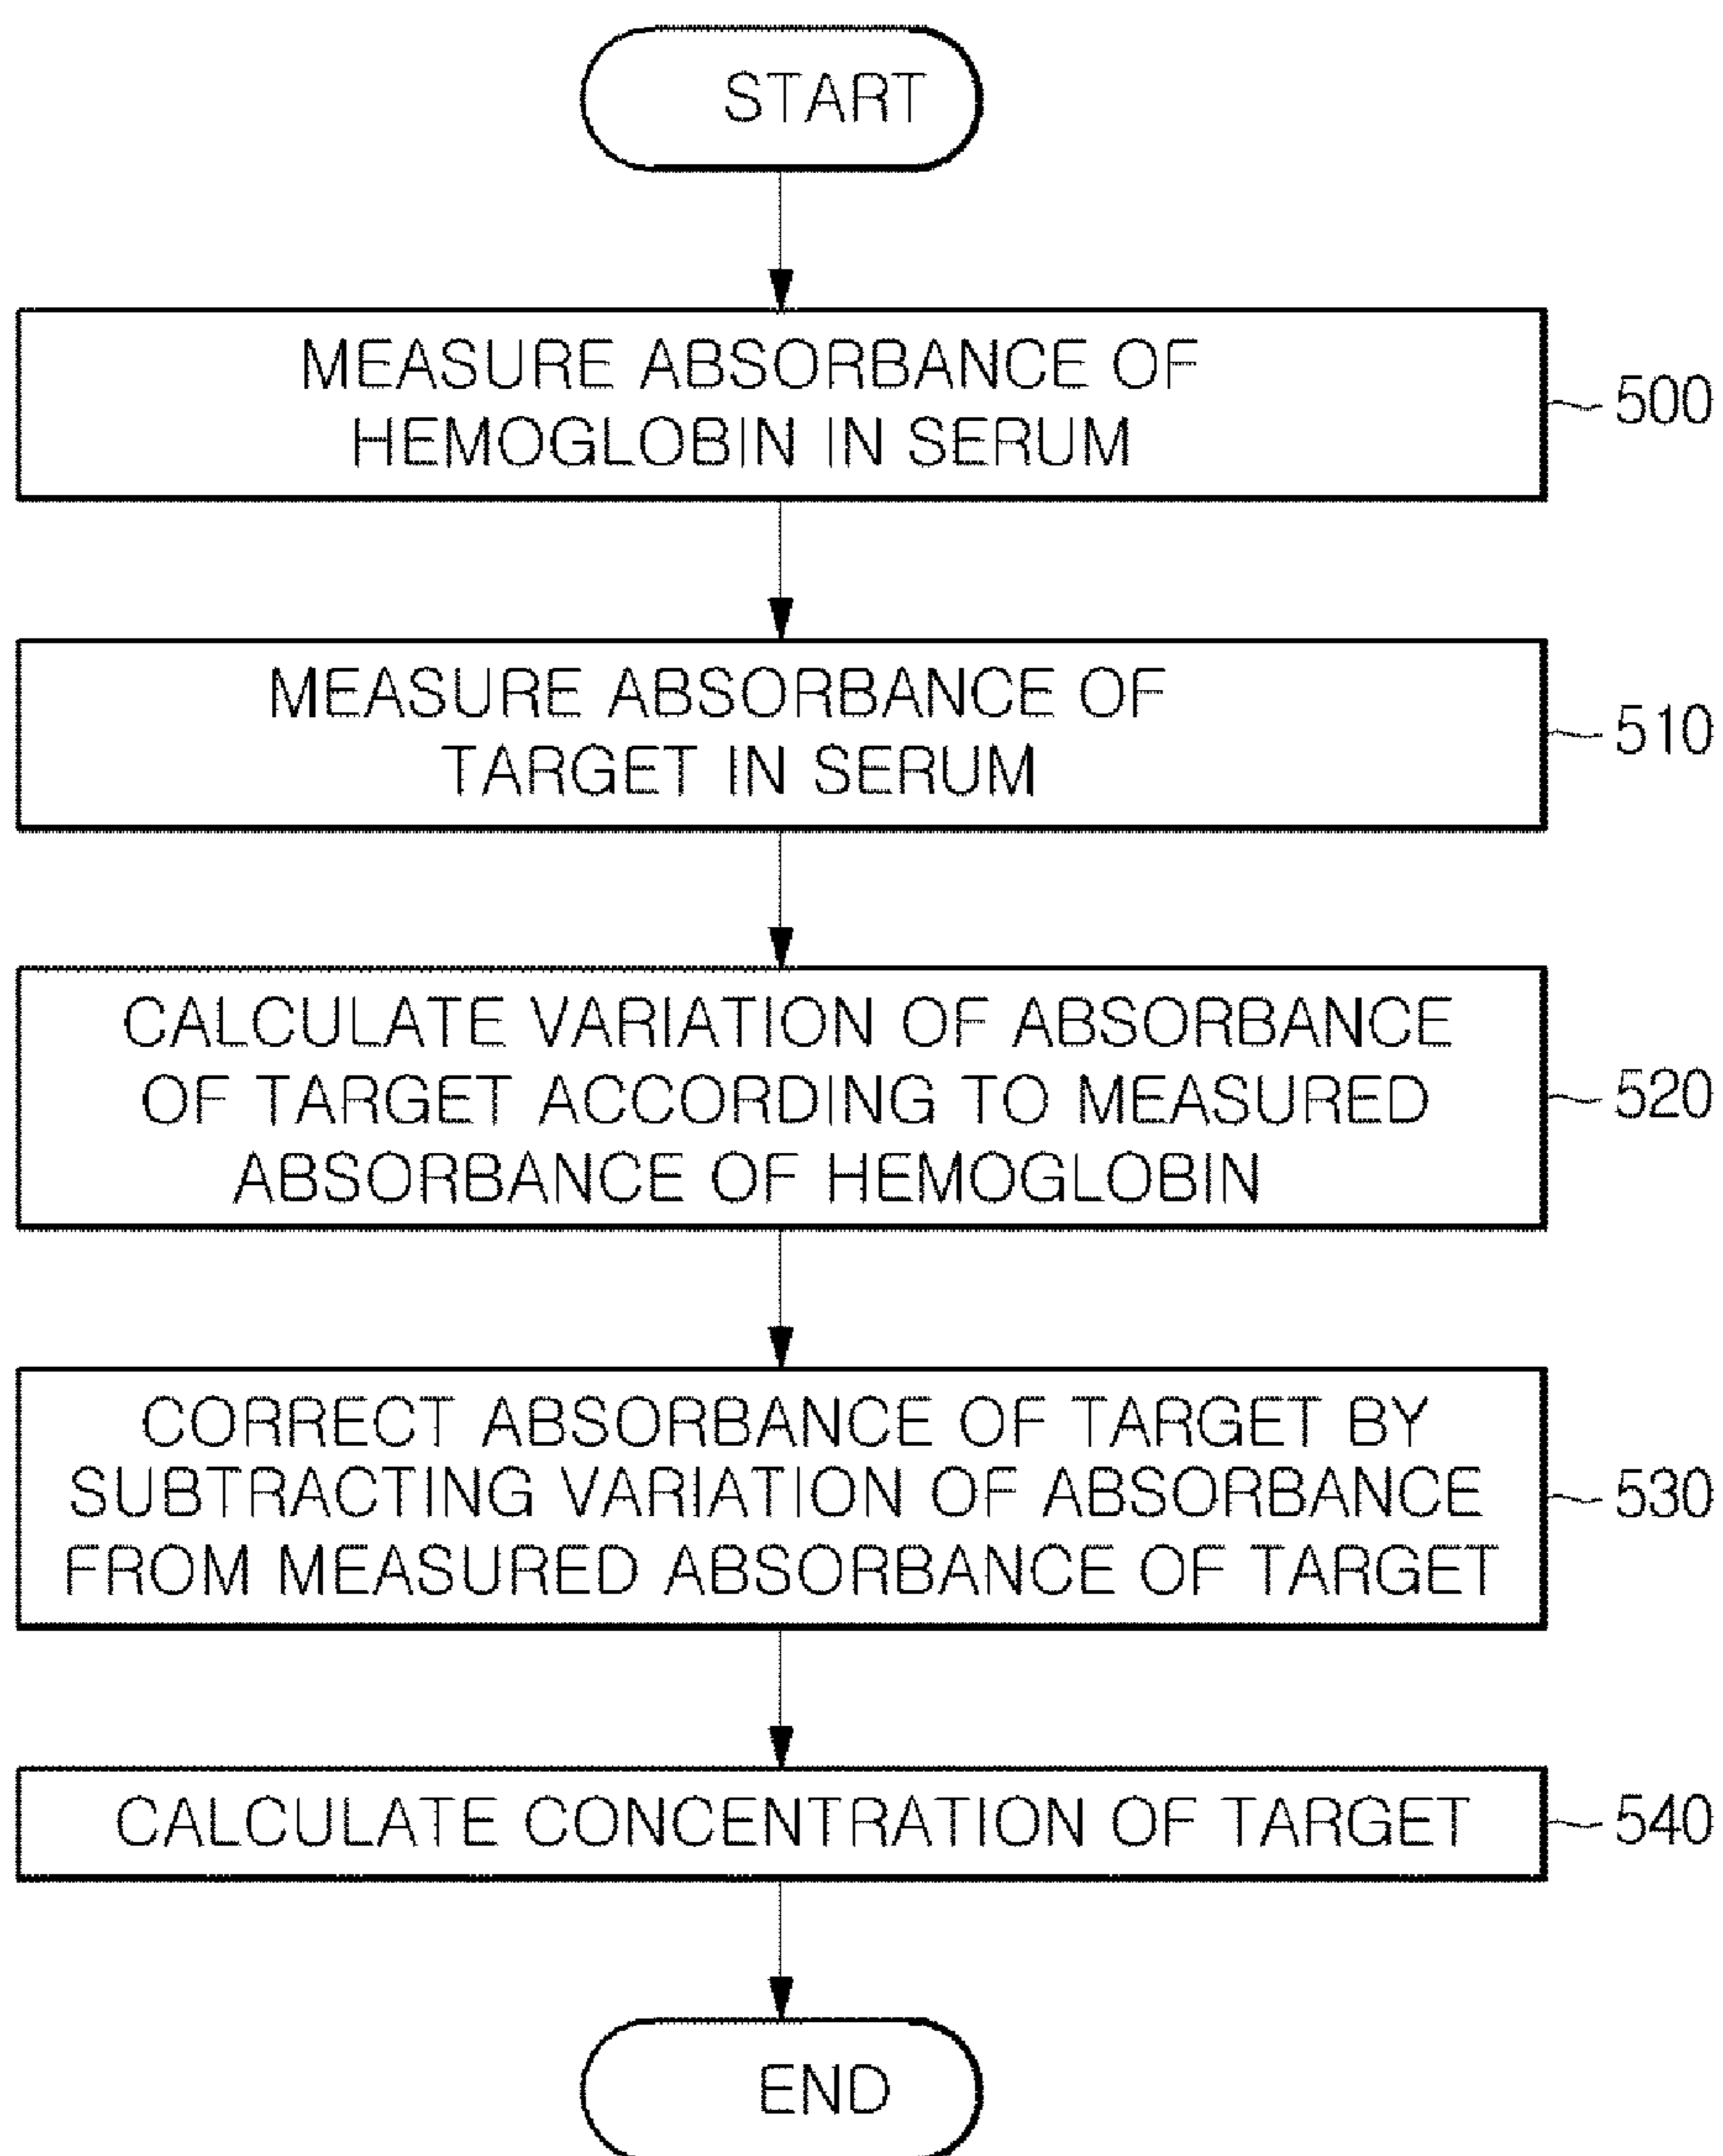 START
MEASURE ABSORBANCE OF
HEMOGLOBIN IN SERUM
500
MEASURE ABSORBANCE OF
TARGET IN SERUM
510
CALCULATE VARIATION OF ABSORBANCE
OF TARGET ACCORDING TO MEASURED
ABSORBANCE OF HEMOGLOBIN
520
CORRECT ABSORBANCE OF TARGET BY
SUBTRACTING VARIATION OF ABSORBANCE
FROM MEASURED ABSORBANCE OF TARGET
530
CALCULATE CONCENTRATION OF TARGET
540
END